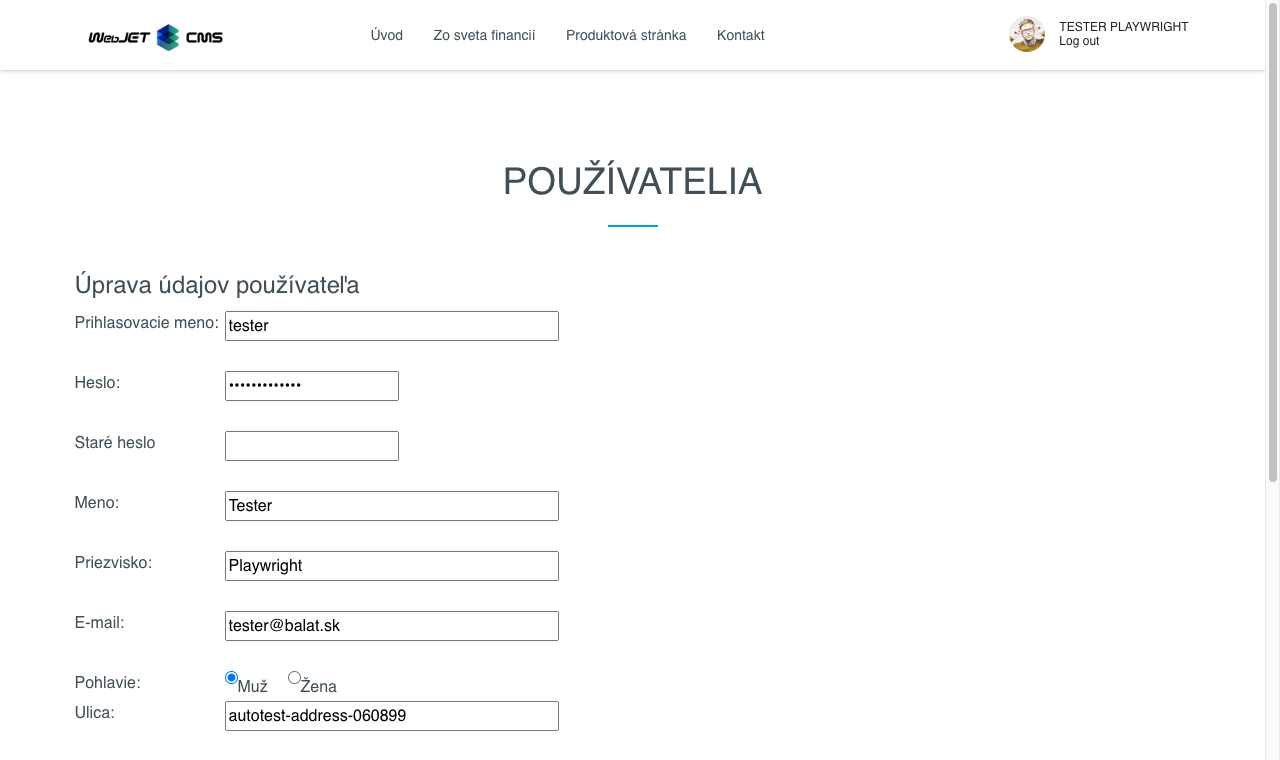 WebJET CMS
Úvod
Zo sveta financií
Produktová stránka
Kontakt
TESTER PLAYWRIGHT
Log out
POUŽÍVATELIA
Úprava údajov používateľa
Prihlasovacie meno: tester
Heslo: •••••••••••••
Staré heslo
Meno: Tester
Priezvisko: Playwright
E-mail: tester@balat.sk
Pohlavie: Muž Žena
Ulica: autotest-address-060899